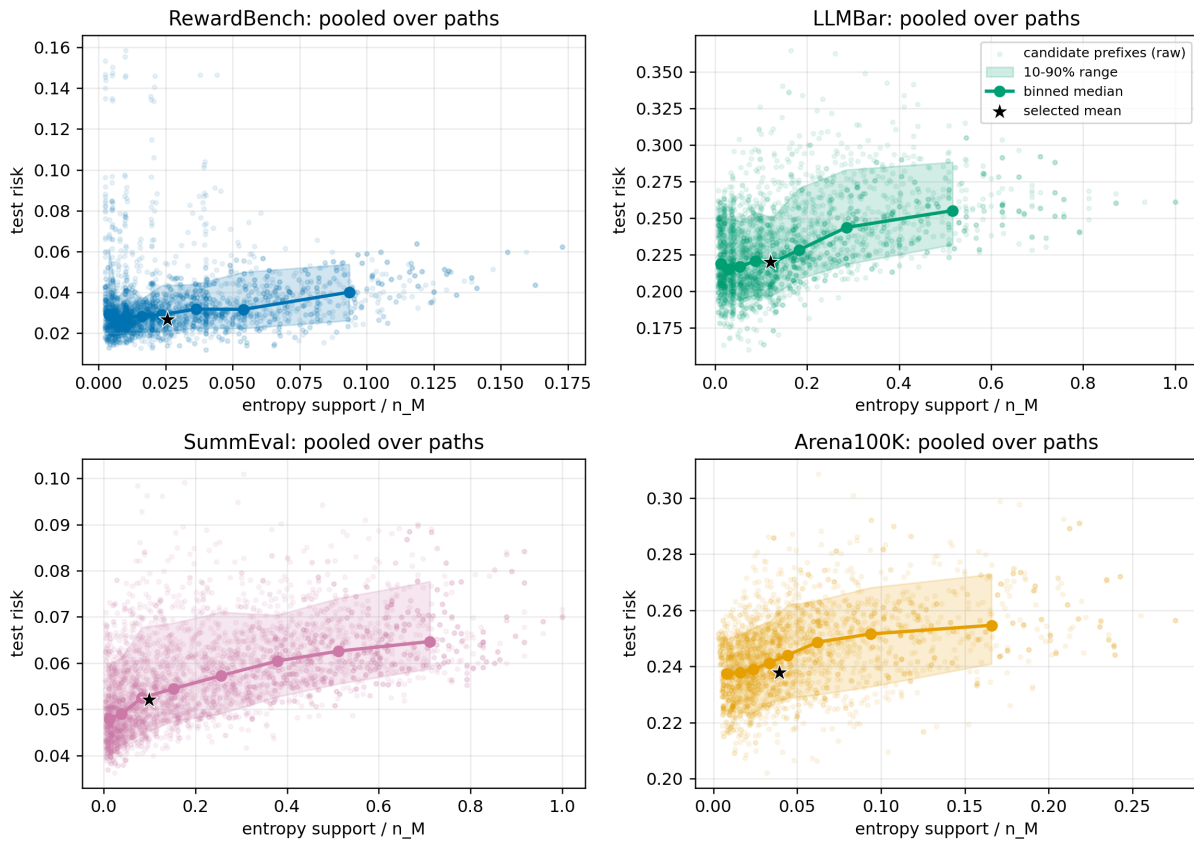 RewardBench: pooled over paths
test risk
0.16
0.14
0.12
0.10
0.08
0.06
0.04
0.02
0.000 0.025 0.050 0.075 0.100 0.125 0.150 0.175
entropy support / n_M
LLMBar: pooled over paths
candidate prefixes (raw)
10-90% range
binned median
selected mean
test risk
0.350
0.325
0.300
0.275
0.250
0.225
0.200
0.175
0.0 0.2 0.4 0.6 0.8 1.0
entropy support / n_M
SummEval: pooled over paths
test risk
0.10
0.09
0.08
0.07
0.06
0.05
0.04
0.0 0.2 0.4 0.6 0.8 1.0
entropy support / n_M
Arena100K: pooled over paths
test risk
0.30
0.28
0.26
0.24
0.22
0.20
0.00 0.05 0.10 0.15 0.20 0.25
entropy support / n_M